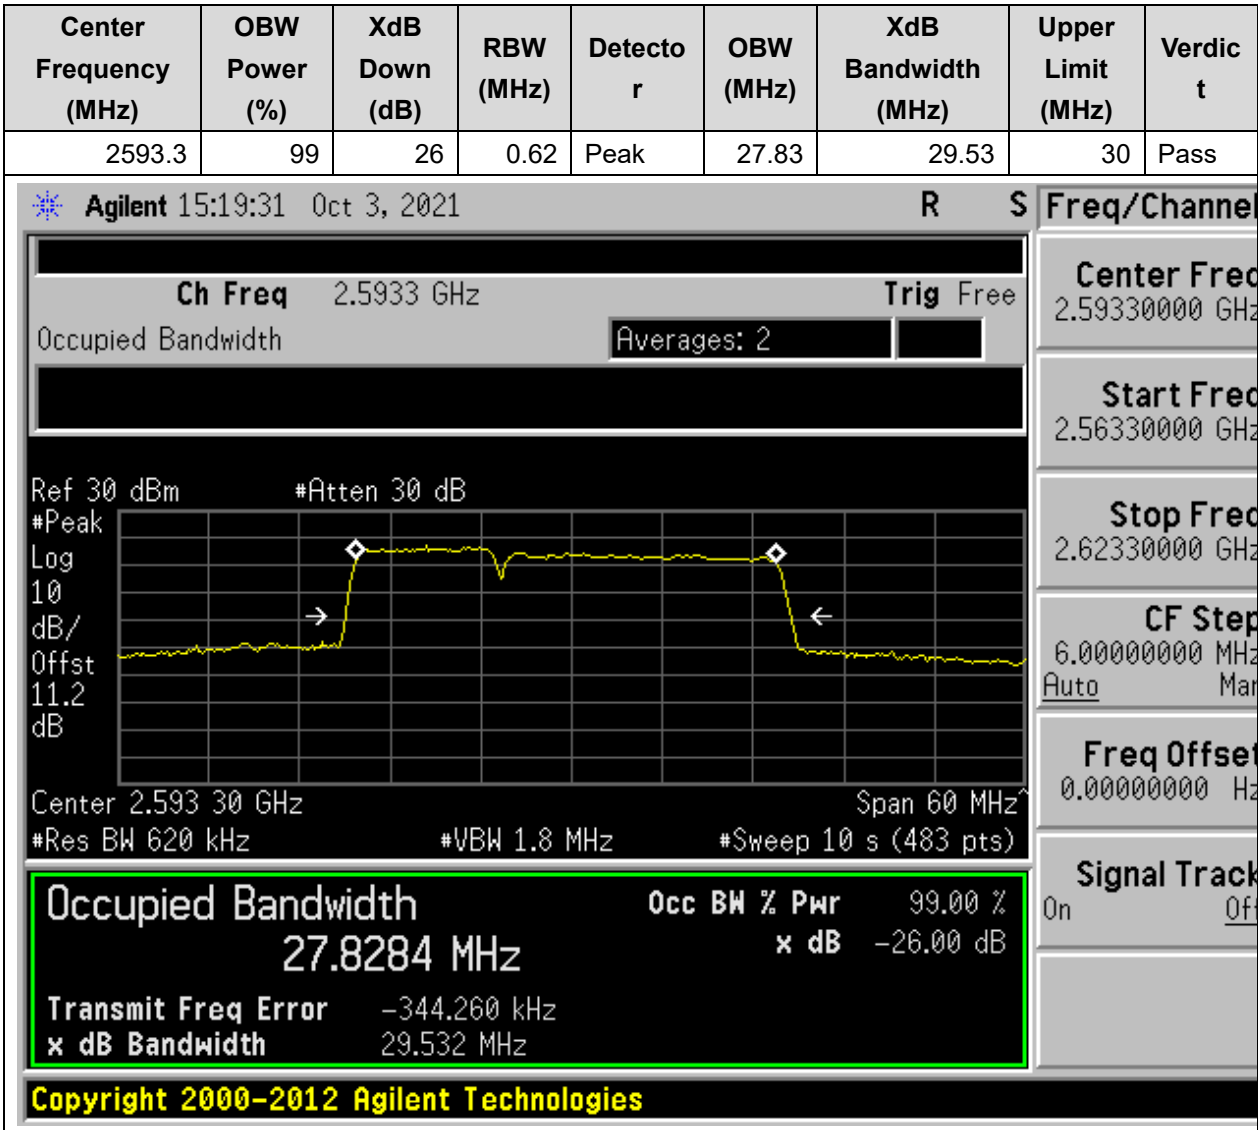 Center Frequency (MHz) OBW Power (%) XdB Down (dB) RBW (MHz) Detecto r OBW (MHz) XdB Bandwidth (MHz) Upper Limit (MHz) Verdic t
2593.3 99 26 0.62 Peak 27.83 29.53 30 Pass
Agilent 15:19:31 Oct 3, 2021 R S
Freq/Channel
Ch Freq 2.5933 GHz Trig Free
Occupied Bandwidth Averages: 2
Center Freq
2.59330000 GHz
Start Freq
2.56330000 GHz
Stop Freq
2.62330000 GHz
CF Step
6.00000000 MHz
Auto Man
Freq Offset
0.00000000 Hz
Signal Track
On Off
Ref 30 dBm #Atten 30 dB
#Peak
Log
10
dB/
Offst
11.2
dB
Center 2.593 30 GHz Span 60 MHz^
#Res BW 620 kHz #VBW 1.8 MHz #Sweep 10 s (483 pts)
Occupied Bandwidth Occ BW % Pwr 99.00 %
27.8284 MHz x dB -26.00 dB
Transmit Freq Error -344.260 kHz
x dB Bandwidth 29.532 MHz
Copyright 2000-2012 Agilent Technologies